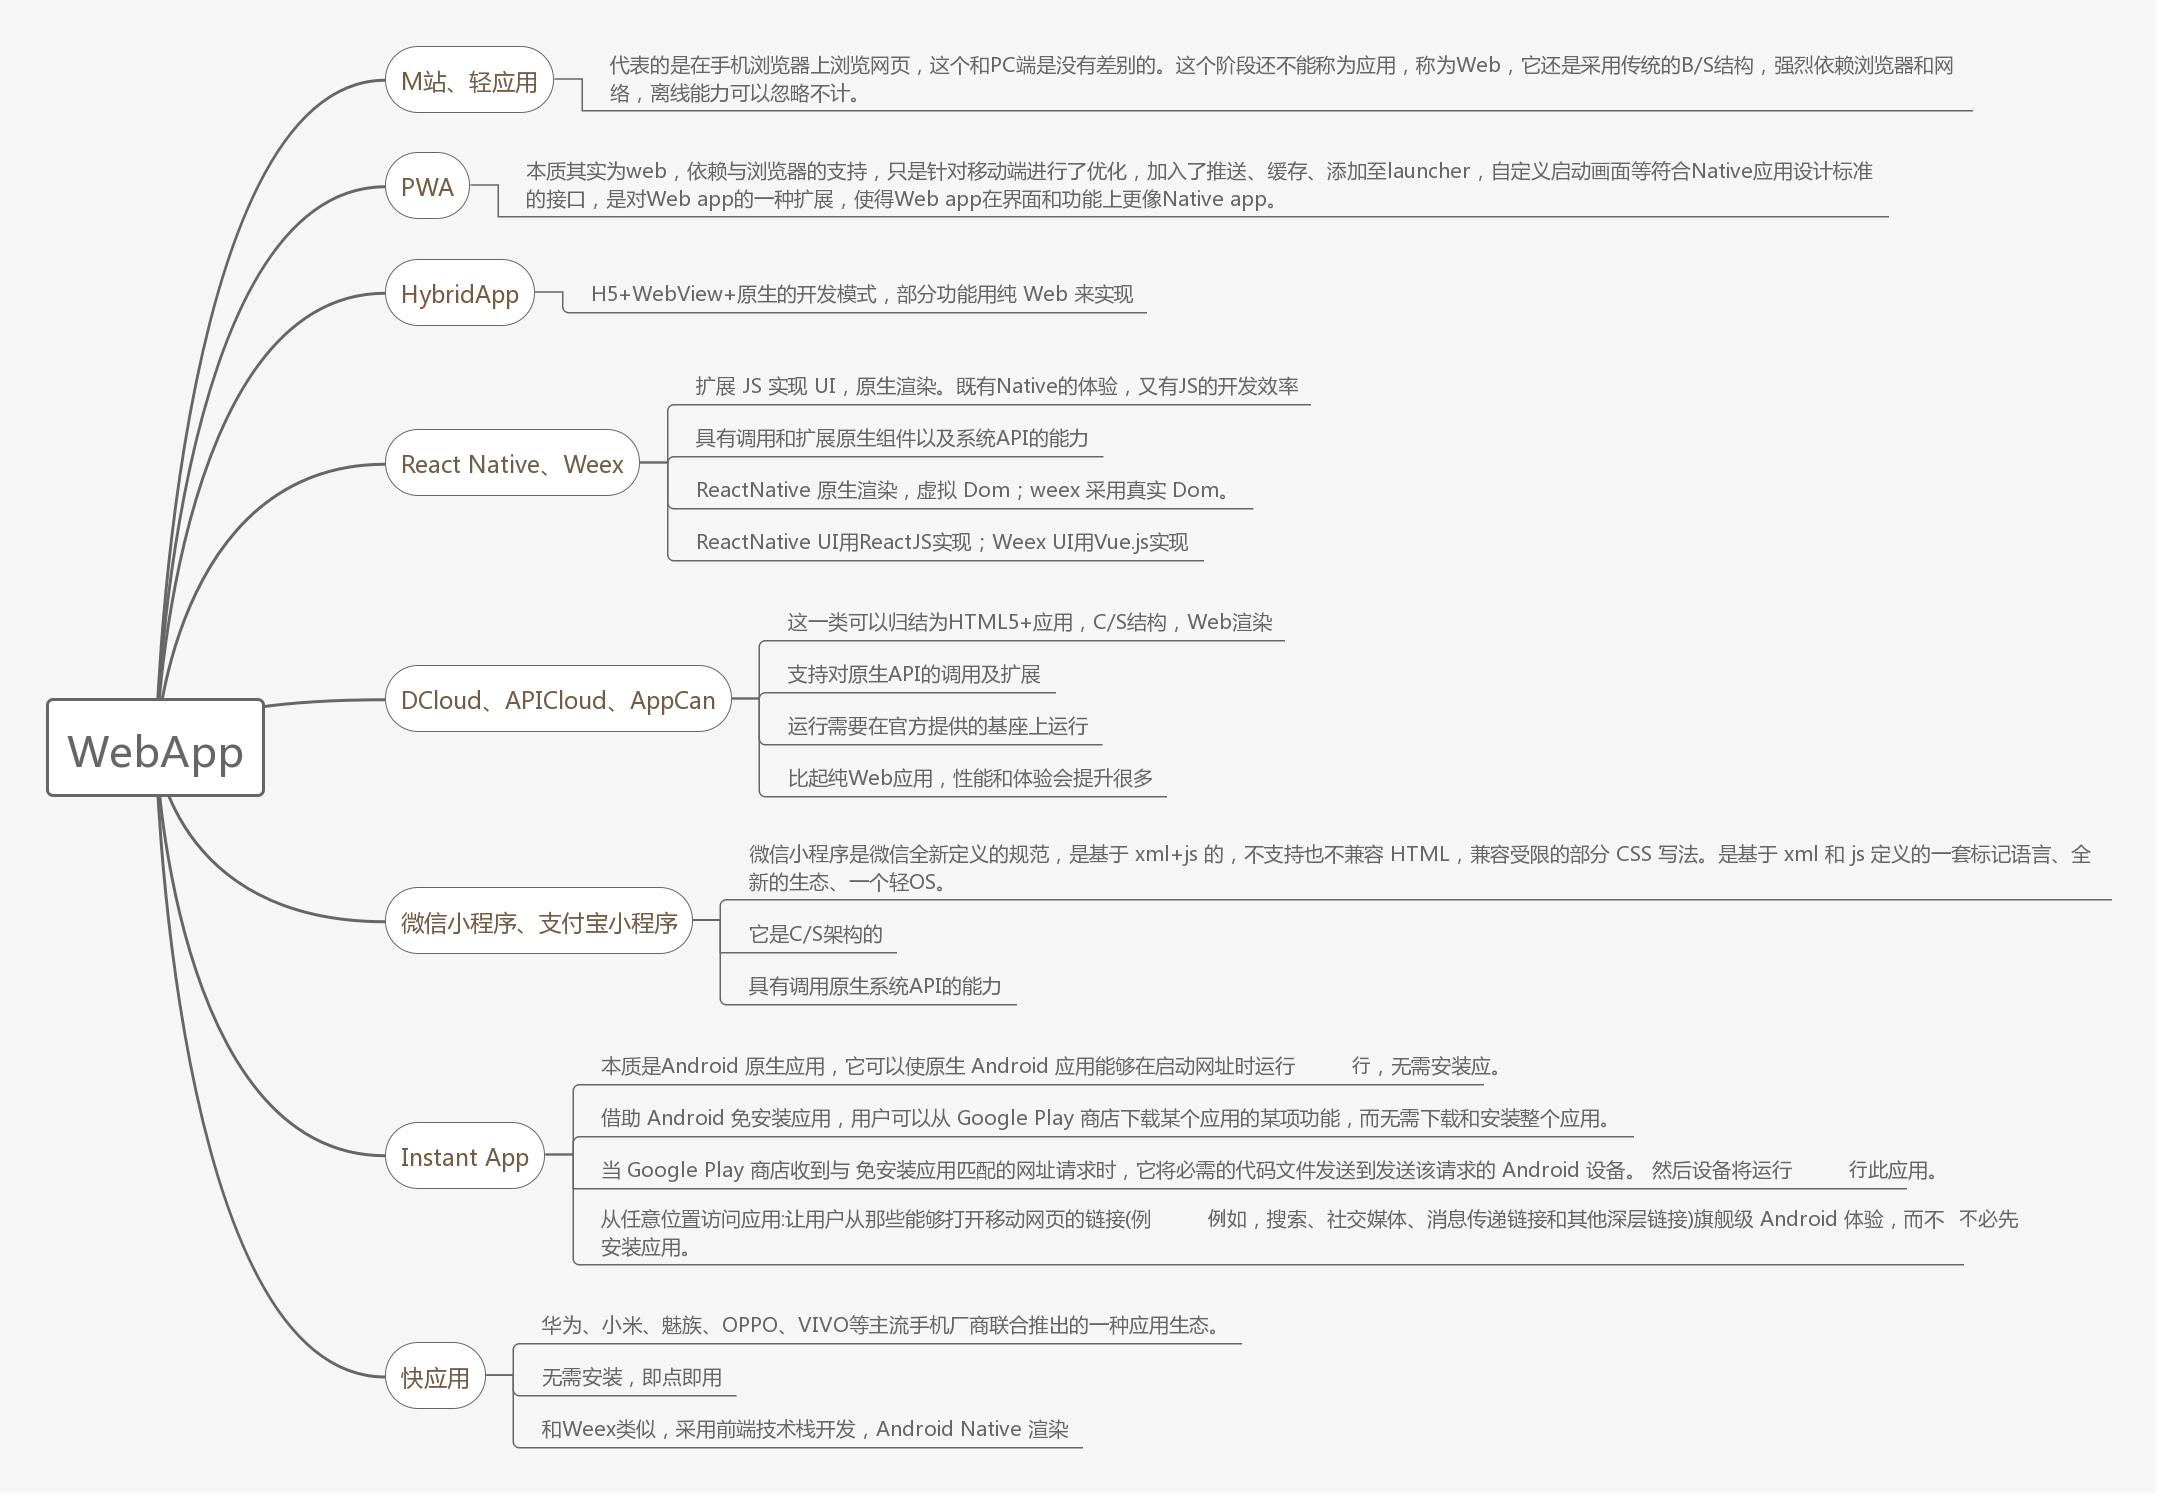 M站、轻应用
代表的是在手机浏览器上浏览网页，这个和PC端是没有差别的。这个阶段还不能称为应用，称为Web，它还是采用传统的B/S结构，强烈依赖浏览器和网
络，离线能力可以忽略不计。
PWA
本质其实为web，依赖与浏览器的支持，只是针对移动端进行了优化，加入了推送、缓存、添加至launcher，自定义启动画面等符合Native应用设计标准
的接口，是对Web app的一种扩展，使得Web app在界面和功能上更像Native app。
HybridApp
H5+WebView+原生的开发模式，部分功能用纯 Web 来实现
React Native、Weex
扩展 JS 实现 UI，原生渲染。既有Native的体验，又有JS的开发效率
具有调用和扩展原生组件以及系统API的能力
ReactNative 原生渲染，虚拟 Dom；weex 采用真实 Dom。
ReactNative UI用ReactJS实现；Weex UI用Vue.js实现
WebApp
DCloud、APICloud、AppCan
这一类可以归结为HTML5+应用，C/S结构，Web渲染
支持对原生API的调用及扩展
运行需要在官方提供的基座上运行
比起纯Web应用，性能和体验会提升很多
微信小程序、支付宝小程序
微信小程序是微信全新定义的规范，是基于 xml+js 的，不支持也不兼容 HTML，兼容受限的部分 CSS 写法。是基于 xml 和 js 定义的一套标记语言、全
新的生态、一个轻OS。
它是C/S架构的
具有调用原生系统API的能力
Instant App
本质是Android 原生应用，它可以使原生 Android 应用能够在启动网址时运行 行，无需安装应。
借助 Android 免安装应用，用户可以从 Google Play 商店下载某个应用的某项功能，而无需下载和安装整个应用。
当 Google Play 商店收到与 免安装应用匹配的网址请求时，它将必需的代码文件发送到发送该请求的 Android 设备。 然后设备将运行 行此应用。
从任意位置访问应用:让用户从那些能够打开移动网页的链接(例 例如，搜索、社交媒体、消息传递链接和其他深层链接)旗舰级 Android 体验，而不 不必先
安装应用。
快应用
华为、小米、魅族、OPPO、VIVO等主流手机厂商联合推出的一种应用生态。
无需安装，即点即用
和Weex类似，采用前端技术栈开发，Android Native 渲染